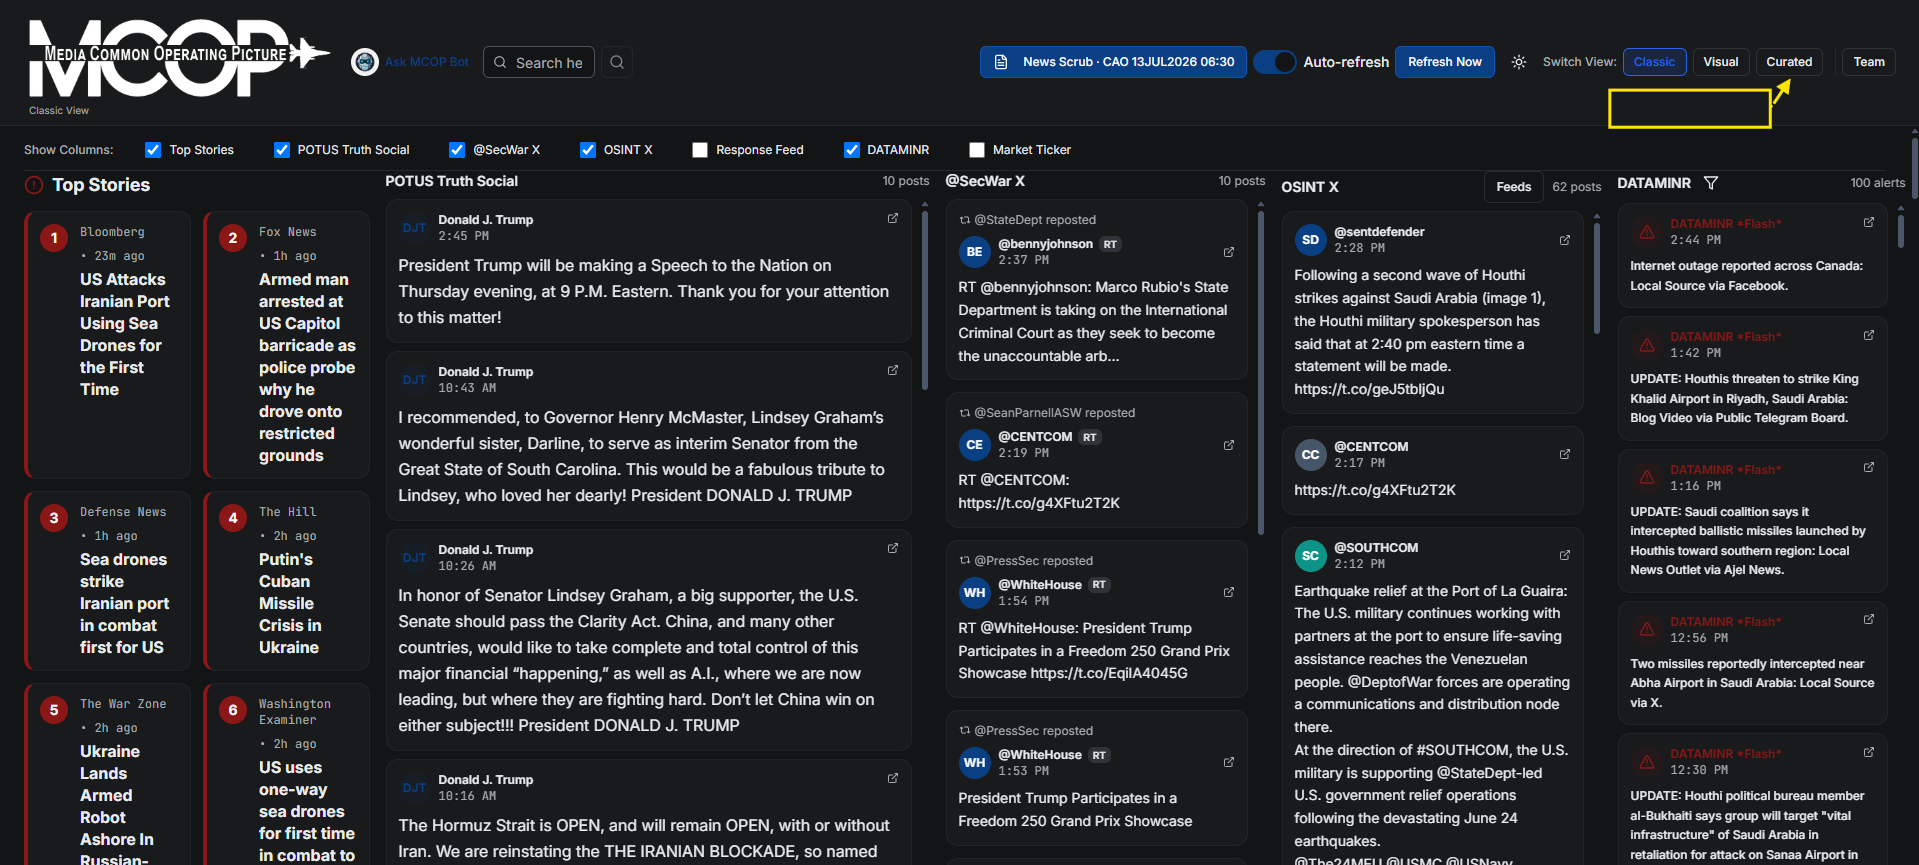 MCOP
MEDIA COMMON OPERATING PICTURE
Classic View
Ask MCOP Bot
Search he
News Scrub · CAO 13JUL2026 06:30
Auto-refresh
Refresh Now
Switch View:
Classic
Visual
Curated
Team
Show Columns:
Top Stories
POTUS Truth Social
@SecWar X
OSINT X
Response Feed
DATAMINR
Market Ticker
Top Stories
1
Bloomberg
• 23m ago
US Attacks
Iranian Port
Using Sea
Drones for
the First
Time
2
Fox News
• 1h ago
Armed man
arrested at
US Capitol
barricade as
police probe
why he
drove onto
restricted
grounds
3
Defense News
• 1h ago
Sea drones
strike
Iranian port
in combat
first for US
4
The Hill
• 2h ago
Putin's
Cuban
Missile
Crisis in
Ukraine
5
The War Zone
• 2h ago
Ukraine
Lands
Armed
Robot
Ashore In
Russian-
6
Washington
Examiner
• 2h ago
US uses
one-way
sea drones
for first time
in combat to
POTUS Truth Social
10 posts
DJT
Donald J. Trump
2:45 PM
President Trump will be making a Speech to the Nation on
Thursday evening, at 9 P.M. Eastern. Thank you for your attention
to this matter!
DJT
Donald J. Trump
10:43 AM
I recommended, to Governor Henry McMaster, Lindsey Graham’s
wonderful sister, Darline, to serve as interim Senator from the
Great State of South Carolina. This would be a fabulous tribute to
Lindsey, who loved her dearly! President DONALD J. TRUMP
DJT
Donald J. Trump
10:26 AM
In honor of Senator Lindsey Graham, a big supporter, the U.S.
Senate should pass the Clarity Act. China, and many other
countries, would like to take complete and total control of this
major financial “happening,” as well as A.I., where we are now
leading, but where they are fighting hard. Don’t let China win on
either subject!!! President DONALD J. TRUMP
DJT
Donald J. Trump
10:16 AM
The Hormuz Strait is OPEN, and will remain OPEN, with or without
Iran. We are reinstating the THE IRANIAN BLOCKADE, so named
@SecWar X
10 posts
@StateDept reposted
BE
@bennyjohnson RT
2:37 PM
RT @bennyjohnson: Marco Rubio's State
Department is taking on the International
Criminal Court as they seek to become
the unaccountable arb...
@SeanParnellASW reposted
CE
@CENTCOM RT
2:19 PM
RT @CENTCOM:
https://t.co/g4XFtu2T2K
@PressSec reposted
WH
@WhiteHouse RT
1:54 PM
RT @WhiteHouse: President Trump
Participates in a Freedom 250 Grand Prix
Showcase https://t.co/EqilA4045G
@PressSec reposted
WH
@WhiteHouse RT
1:53 PM
President Trump Participates in a
Freedom 250 Grand Prix Showcase
OSINT X
Feeds
62 posts
SD
@sentdefender
2:28 PM
Following a second wave of Houthi
strikes against Saudi Arabia (image 1),
the Houthi military spokesperson has
said that at 2:40 pm eastern time a
statement will be made.
https://t.co/geJ5tbljQu
CC
@CENTCOM
2:17 PM
https://t.co/g4XFtu2T2K
SC
@SOUTHCOM
2:12 PM
Earthquake relief at the Port of La Guaira:
The U.S. military continues working with
partners at the port to ensure life-saving
assistance reaches the Venezuelan
people. @DeptofWar forces are operating
a communications and distribution node
there.
At the direction of #SOUTHCOM, the U.S.
military is supporting @StateDept-led
U.S. government relief operations
following the devastating June 24
earthquakes.
@The24MEU @USMC @USNavy
DATAMINR
100 alerts
DATAMINR *Flash*
2:44 PM
Internet outage reported across Canada:
Local Source via Facebook.
DATAMINR *Flash*
1:42 PM
UPDATE: Houthis threaten to strike King
Khalid Airport in Riyadh, Saudi Arabia:
Blog Video via Public Telegram Board.
DATAMINR *Flash*
1:16 PM
UPDATE: Saudi coalition says it
intercepted ballistic missiles launched by
Houthis toward southern region: Local
News Outlet via Ajel News.
DATAMINR *Flash*
12:56 PM
Two missiles reportedly intercepted near
Abha Airport in Saudi Arabia: Local Source
via X.
DATAMINR *Flash*
12:30 PM
UPDATE: Houthi political bureau member
al-Bukhaiti says group will target "vital
infrastructure" of Saudi Arabia in
retaliation for attack on Sanaa Airport in